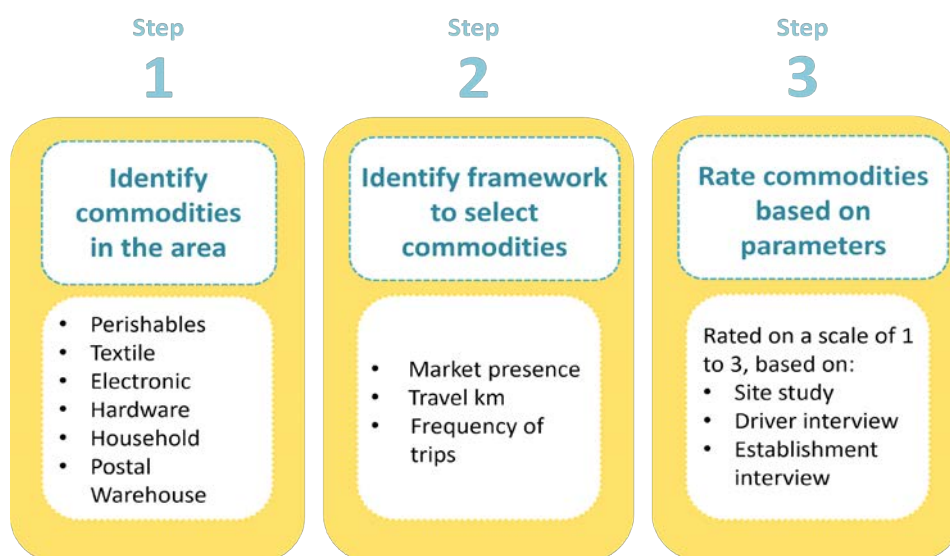 Step
1
Identify
commodities
in the area
• Perishables
• Textile
• Electronic
• Hardware
• Household
• Postal
Warehouse
Step
2
Identify framework
to select
commodities
• Market presence
• Travel km
• Frequency of
trips
Step
3
Rate commodities
based on
parameters
Rated on a scale of 1
to 3, based on:
• Site study
• Driver interview
• Establishment
interview